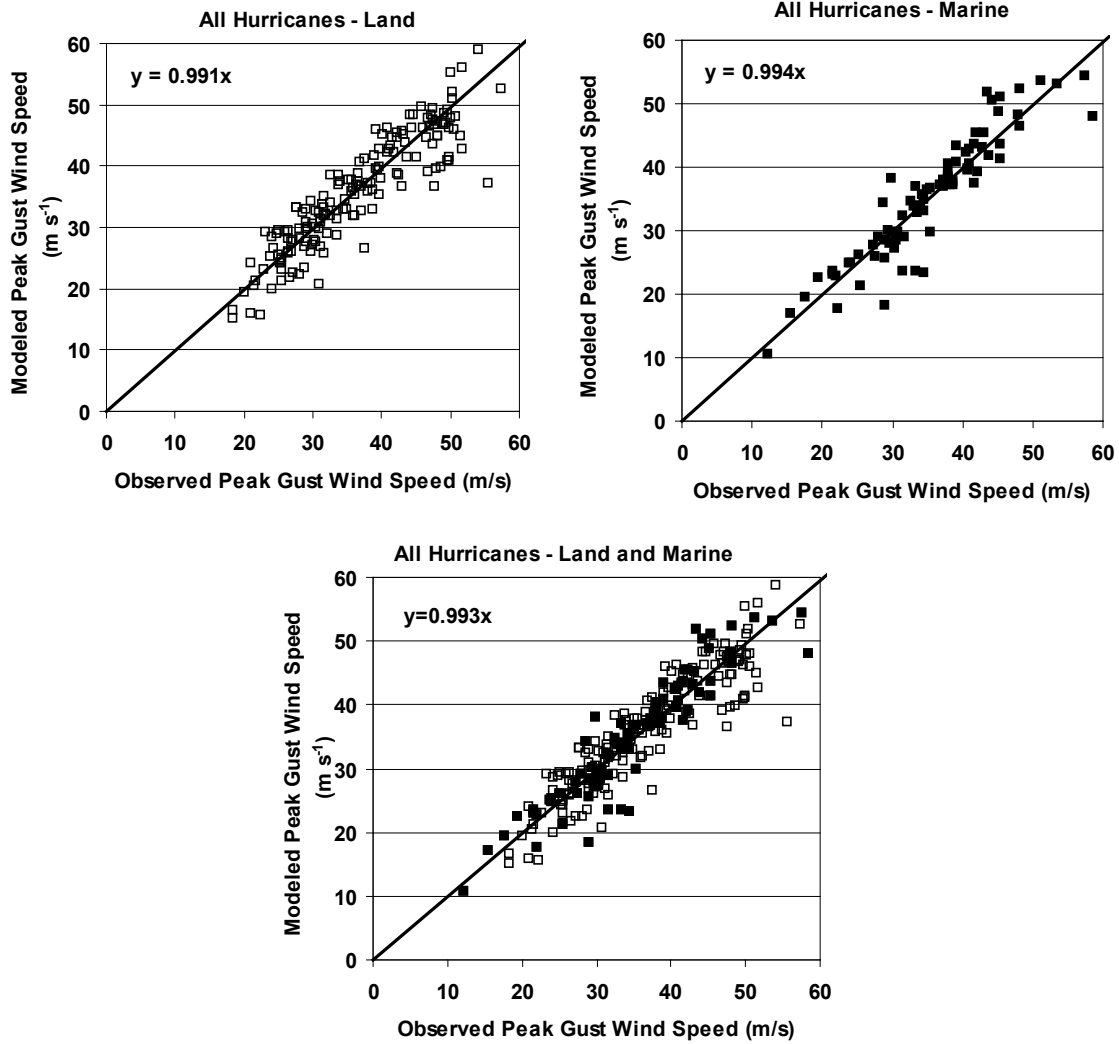 All Hurricanes - Land
60
50
40
30
20
10
0
y = 0.991x
Modeled Peak Gust Wind Speed
(m s-1)
0 10 20 30 40 50 60
Observed Peak Gust Wind Speed (m/s)
All Hurricanes - Marine
60
50
40
30
20
10
0
y = 0.994x
Modeled Peak Gust Wind Speed
(m s-1)
0 10 20 30 40 50 60
Observed Peak Gust Wind Speed (m/s)
All Hurricanes - Land and Marine
60
50
40
30
20
10
0
y=0.993x
Modeled Peak Gust Wind Speed
(m s-1)
0 10 20 30 40 50 60
Observed Peak Gust Wind Speed (m/s)